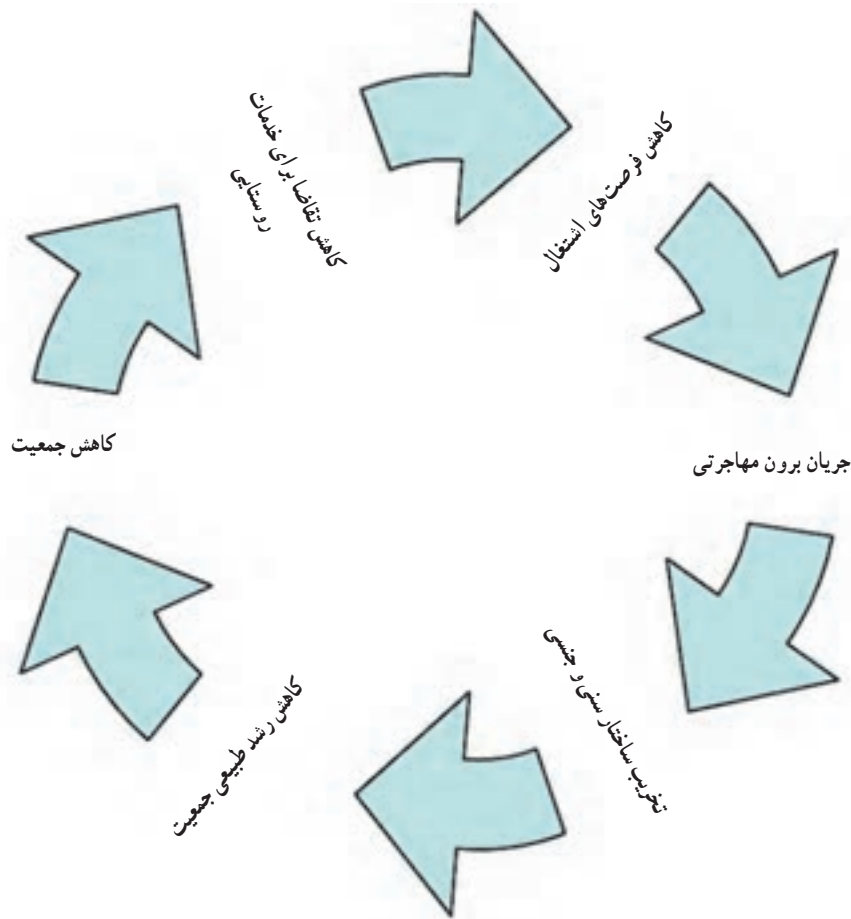 کاهش تقاضا برای خدمات
روستایی
کاهش فرصت‌های اشتغال
جریان برون مهاجرتی
تخریب ساختار سنی و جنسی
کاهش رشد طبیعی جمعیت
کاهش جمعیت